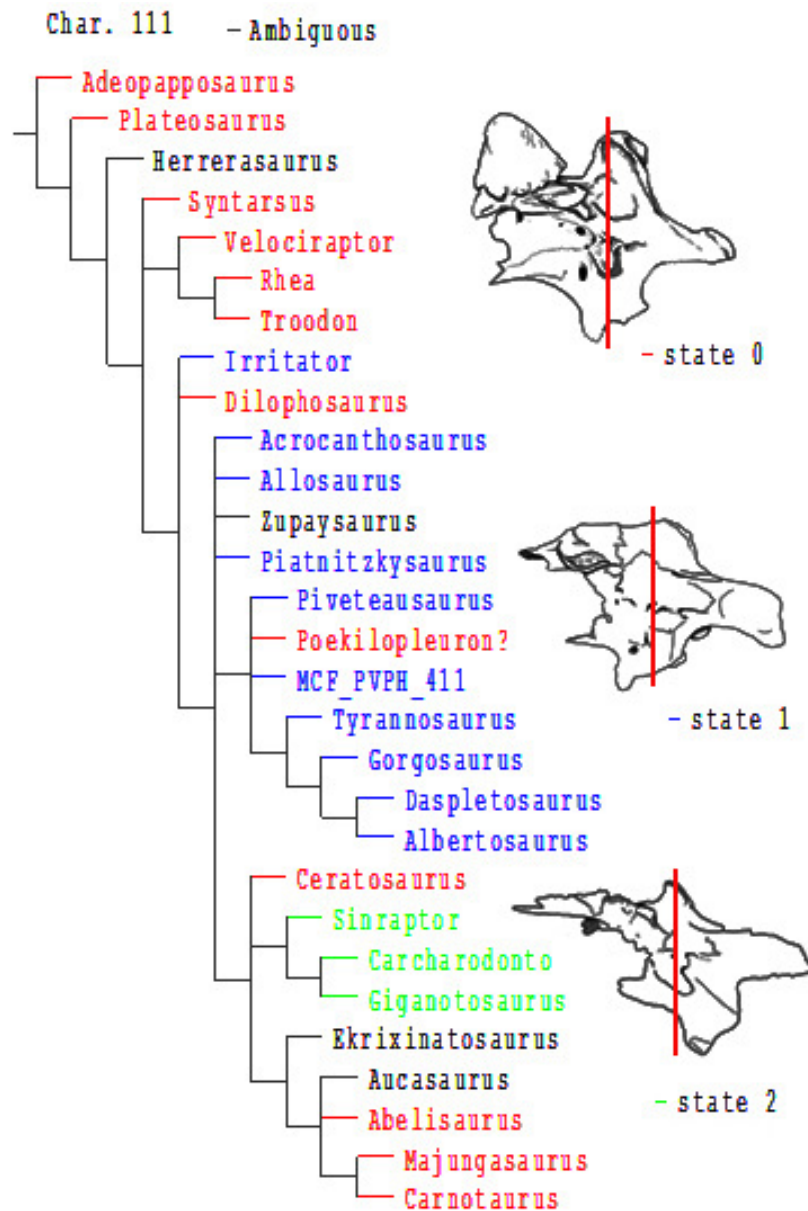 Char. 111 – Ambiguous
Adeopapposaurus
Plateosaurus
Herrerasaurus
Syntarsus
Velociraptor
Rhea
Troodon
– state 0
Irritator
Dilophosaurus
Acrocanthosaurus
Allosaurus
Zupaysaurus
Piatnitzkysaurus
Piveteausaurus
Poekilopleuron?
MCF_PVPH_411
Tyrannosaurus
– state 1
Gorgosaurus
Daspletosaurus
Albertosaurus
Ceratosaurus
Sinraptor
Carcharodonto
Giganotosaurus
Ekrixinatosaurus
Aucasaurus
– state 2
Abelisaurus
Majungasaurus
Carnotaurus